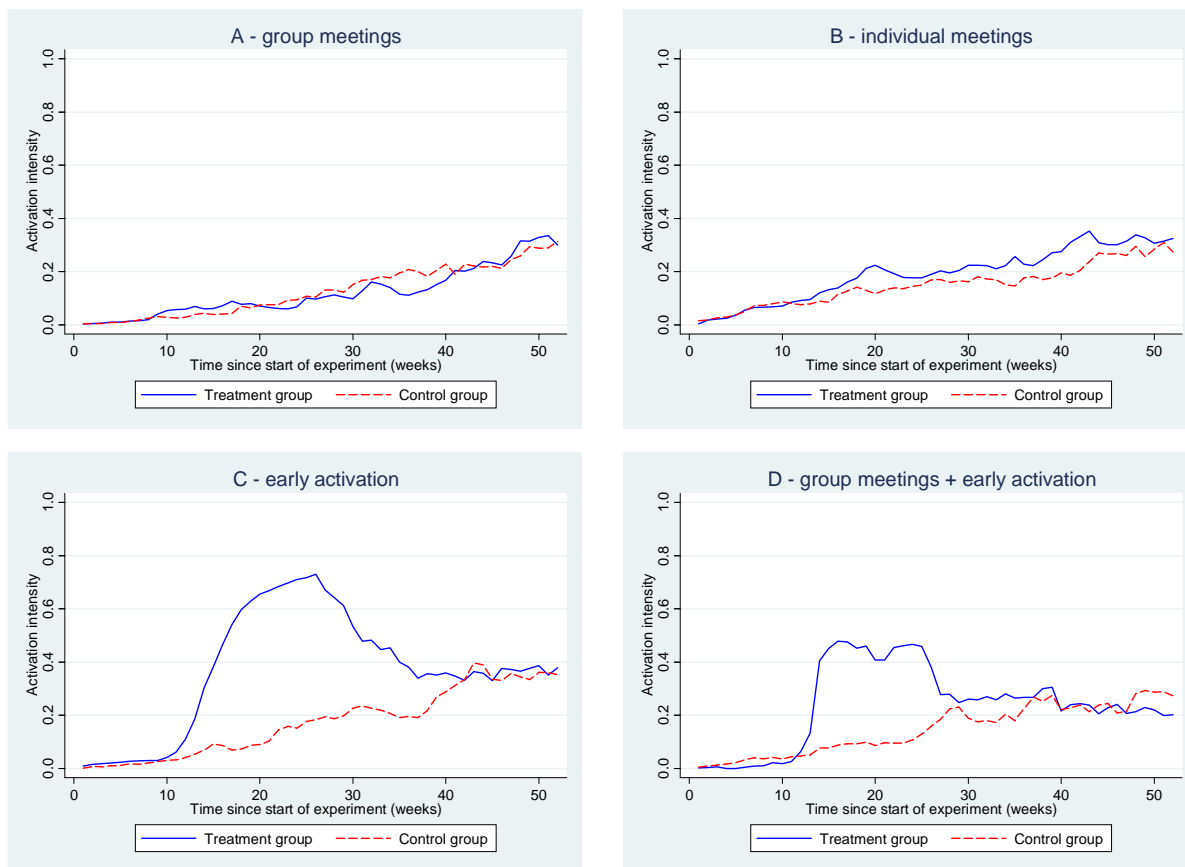 A - group meetings
Activation intensity
1.0
0.8
0.6
0.4
0.2
0.0
0 10 20 30 40 50
Time since start of experiment (weeks)
Treatment group Control group
B - individual meetings
Activation intensity
1.0
0.8
0.6
0.4
0.2
0.0
0 10 20 30 40 50
Time since start of experiment (weeks)
Treatment group Control group
C - early activation
Activation intensity
1.0
0.8
0.6
0.4
0.2
0.0
0 10 20 30 40 50
Time since start of experiment (weeks)
Treatment group Control group
D - group meetings + early activation
Activation intensity
1.0
0.8
0.6
0.4
0.2
0.0
0 10 20 30 40 50
Time since start of experiment (weeks)
Treatment group Control group